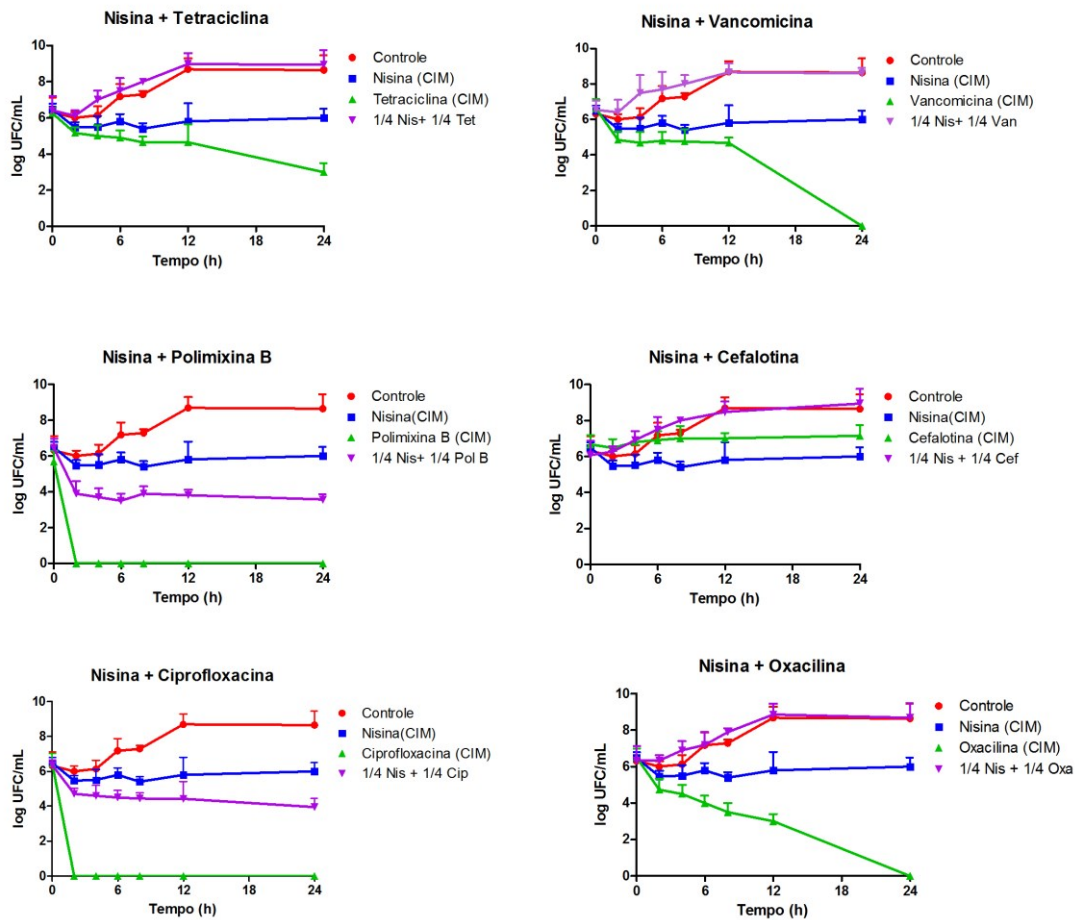 Nisina + Tetraciclina
log UFC/mL
10
8
6
4
2
0
0 6 12 18 24
Tempo (h)
Controle
Nisina (CIM)
Tetraciclina (CIM)
1/4 Nis+ 1/4 Tet
Nisina + Vancomicina
log UFC/mL
10
8
6
4
2
0
0 6 12 18 24
Tempo (h)
Controle
Nisina (CIM)
Vancomicina (CIM)
1/4 Nis+ 1/4 Van
Nisina + Polimixina B
log UFC/mL
10
8
6
4
2
0
0 6 12 18 24
Tempo (h)
Controle
Nisina(CIM)
Polimixina B (CIM)
1/4 Nis+ 1/4 Pol B
Nisina + Cefalotina
log UFC/mL
10
8
6
4
2
0
0 6 12 18 24
Tempo (h)
Controle
Nisina(CIM)
Cefalotina (CIM)
1/4 Nis + 1/4 Cef
Nisina + Ciprofloxacina
log UFC/mL
10
8
6
4
2
0
0 6 12 18 24
Tempo (h)
Controle
Nisina(CIM)
Ciprofloxacina (CIM)
1/4 Nis + 1/4 Cip
Nisina + Oxacilina
log UFC/mL
10
8
6
4
2
0
0 6 12 18 24
Tempo (h)
Controle
Nisina (CIM)
Oxacilina (CIM)
1/4 Nis + 1/4 Oxa